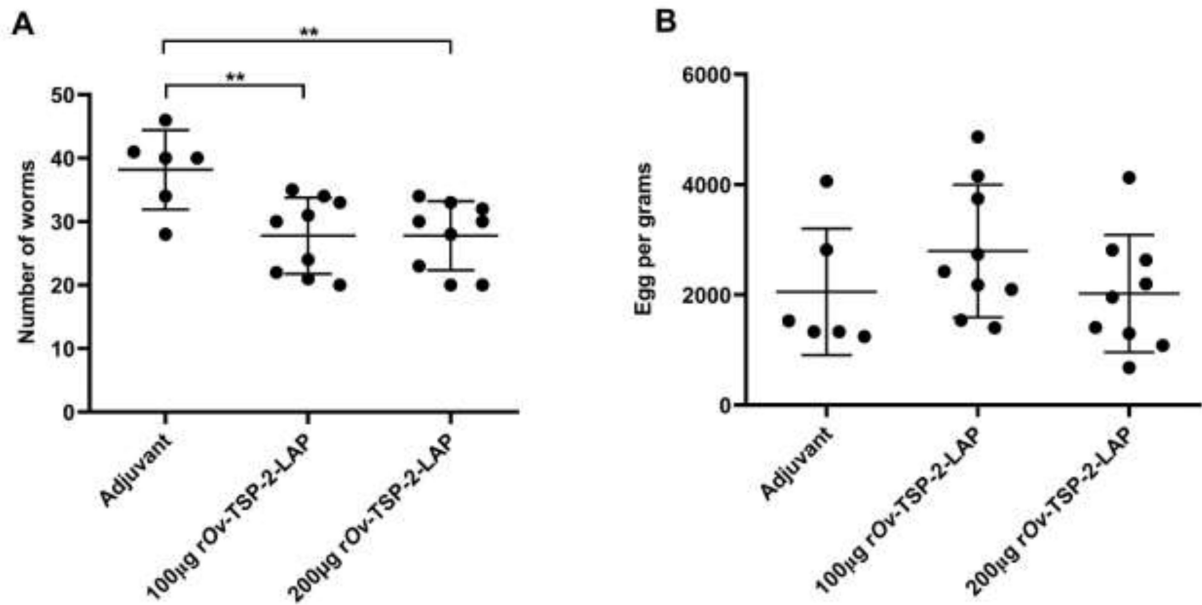 A
**
**
50
40
30
20
10
0
Number of worms
Adjuvant
100µg rOv-TSP-2-LAP
200µg rOv-TSP-2-LAP
B
6000
4000
2000
0
Egg per grams
Adjuvant
100µg rOv-TSP-2-LAP
200µg rOv-TSP-2-LAP